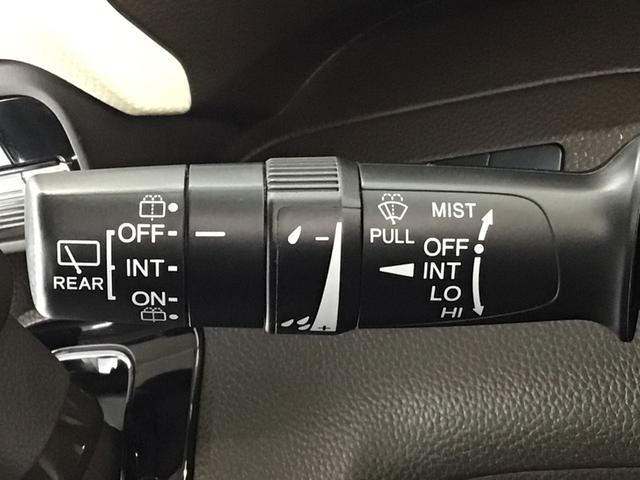 OFF
INT
REAR
ON
MIST
PULL
OFF
INT
LO
HI